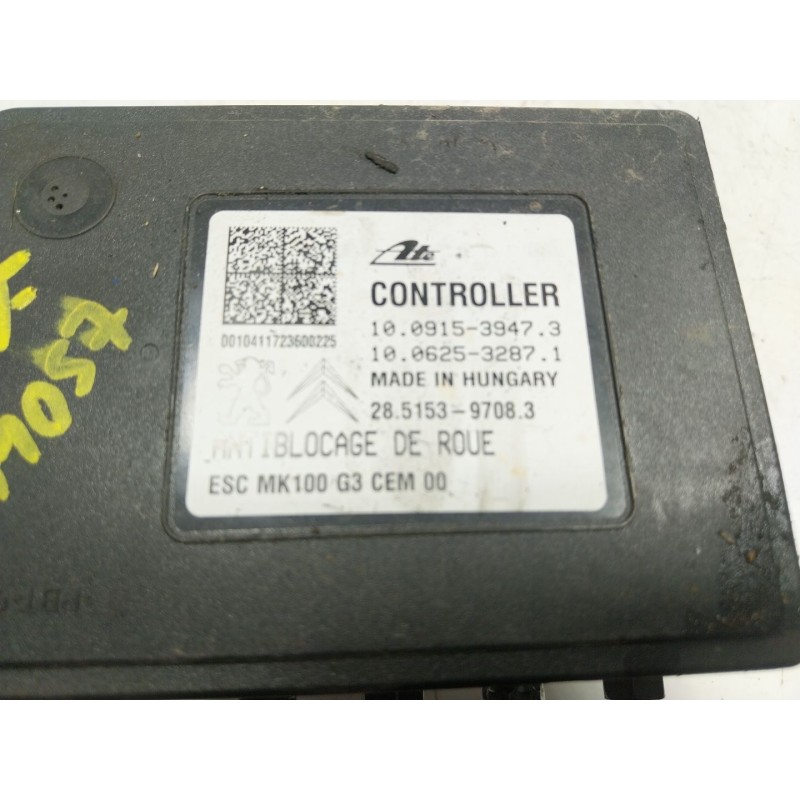 Ate
CONTROLLER
10.0915-3947.3
10.0625-3287.1
MADE IN HUNGARY
28.5153-9708.3
D010411723600225
ANTIBLOCAGE DE ROUE
ESC MK100 G3 CEM 00